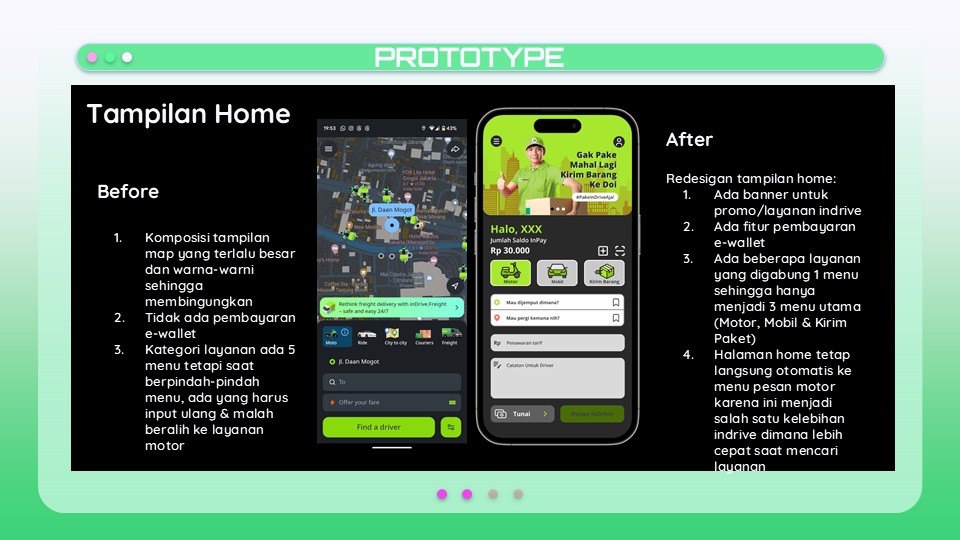 PROTOTYPE
Tampilan Home
Before
1. Komposisi tampilan
map yang terlalu besar
dan warna-warni
sehingga
membingungkan
2. Tidak ada pembayaran
e-wallet
3. Kategori layanan ada 5
menu tetapi saat
berpindah-pindah
menu, ada yang harus
input ulang & malah
beralih ke layanan
motor
19:53
43%
Jl. Daan Mogot
Rethink freight delivery with inDrive.Freight
– safe and easy 24/7
Moto
Ride
City to city
Couriers
Freight
Jl. Daan Mogot
To
Offer your fare
Find a driver
Gak Pake
Mahal Lagi
Kirim Barang
Ke Doi
#PakeinDriveAja!
Halo, XXX
Jumlah Saldo InPay
Rp 30.000
Motor
Mobil
Kirim Barang
Mau dijemput dimana?
Mau pergi kemana nih?
Rp Penawaran tarif
Catatan Untuk Driver
Tunai
Pesan InDrive
After
Redesigan tampilan home:
1. Ada banner untuk
promo/layanan indrive
2. Ada fitur pembayaran
e-wallet
3. Ada beberapa layanan
yang digabung 1 menu
sehingga hanya
menjadi 3 menu utama
(Motor, Mobil & Kirim
Paket)
4. Halaman home tetap
langsung otomatis ke
menu pesan motor
karena ini menjadi
salah satu kelebihan
indrive dimana lebih
cepat saat mencari
layanan